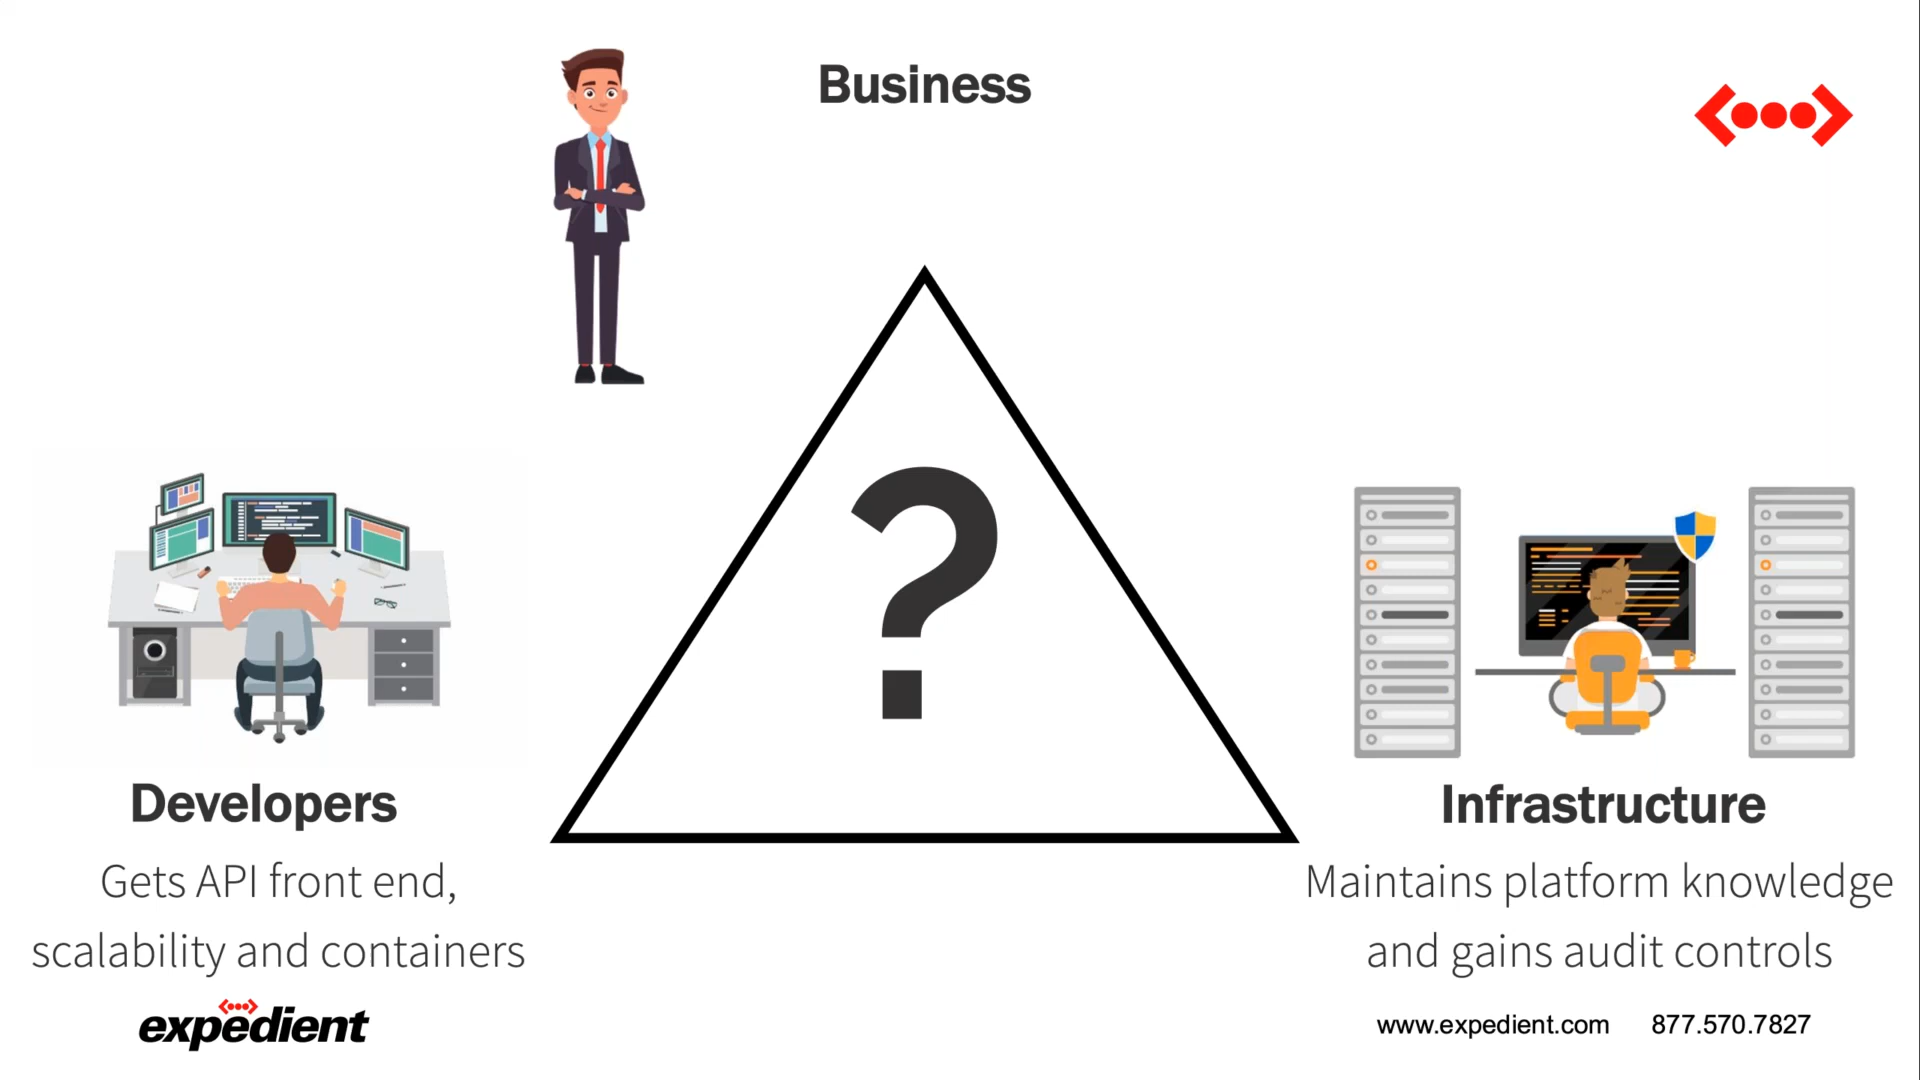 Business
?
Developers
Gets API front end,
scalability and containers
Infrastructure
Maintains platform knowledge
and gains audit controls
expedient
www.expedient.com 877.570.7827